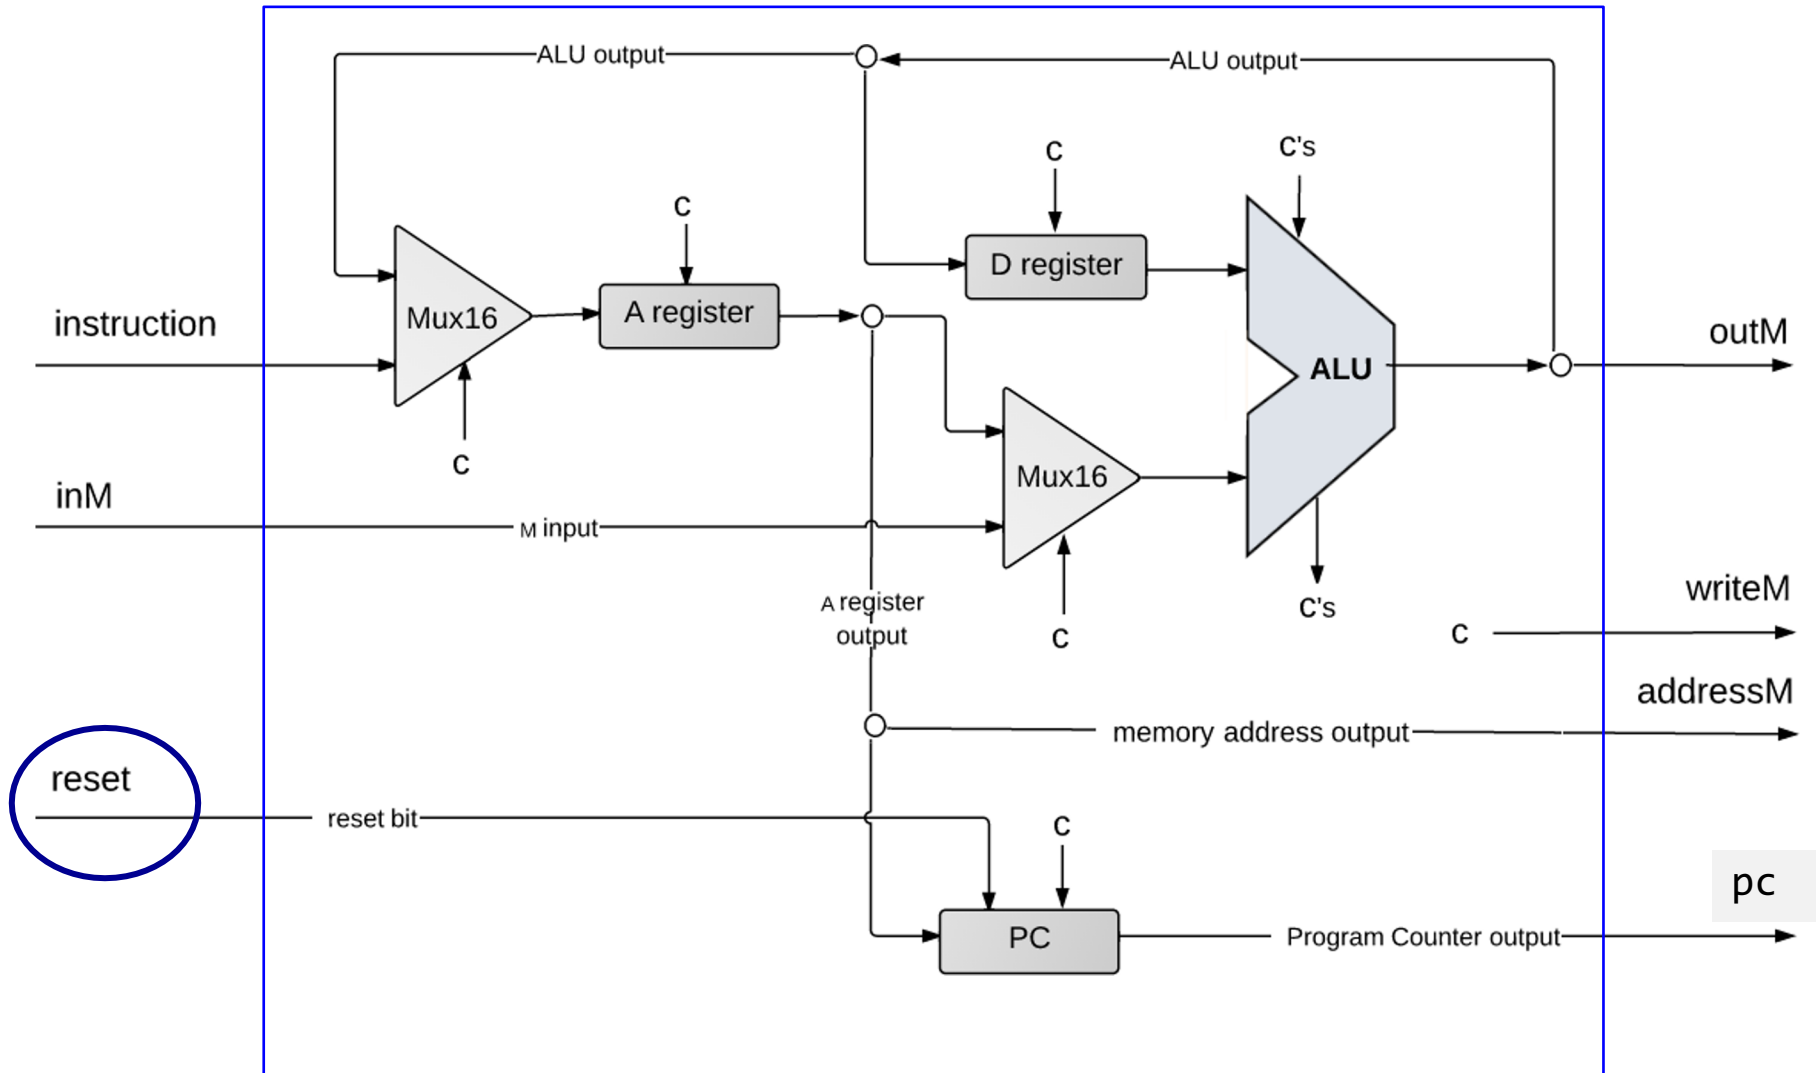 ALU output
ALU output
c
c's
c
D register
A register
Mux16
instruction
outM
ALU
c
Mux16
inM
M input
writeM
A register
output
c's
c
c
addressM
memory address output
reset
reset bit
c
pc
PC
Program Counter output